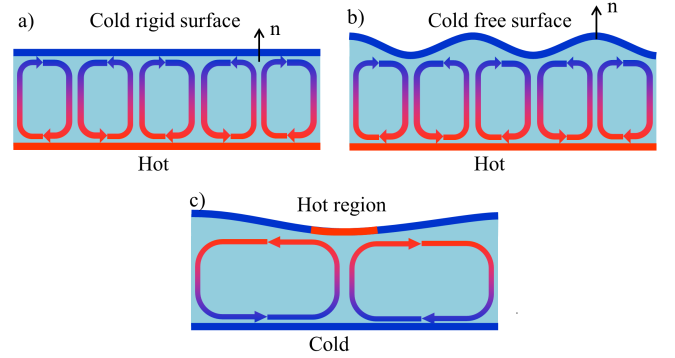 a)
Cold rigid surface
n
Hot
b)
Cold free surface
n
Hot
c)
Hot region
Cold